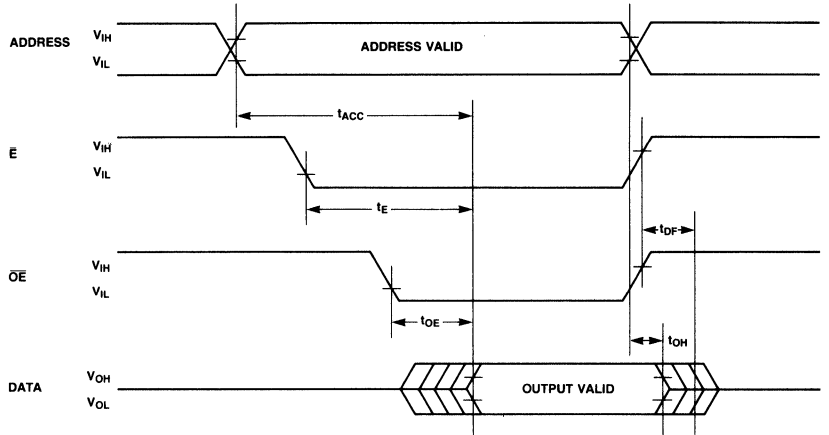 ADDRESS
VIH
VIL
ADDRESS VALID
tACC
E̅
VIH
VIL
tE
tDF
O̅E̅
VIH
VIL
tOE
tOH
DATA
VOH
VOL
OUTPUT VALID